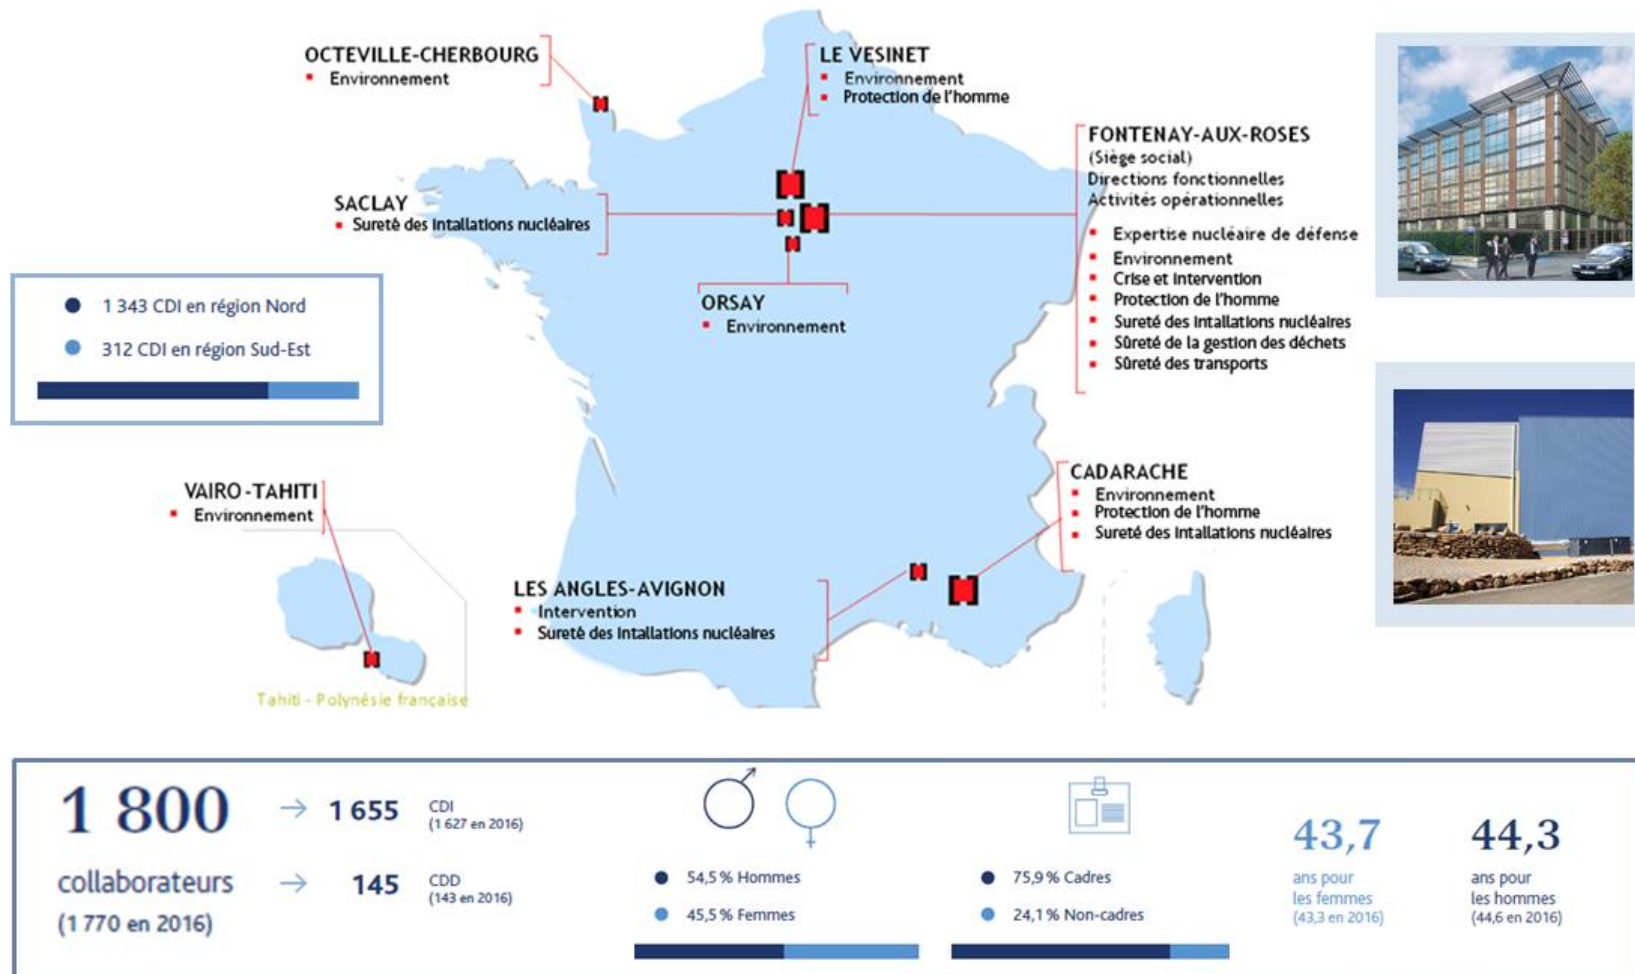 OCTEVILLE-CHERBOURG
Environnement
LE VESINET
Environnement
Protection de l'homme
FONTENAY-AUX-ROSES
(Siège social)
Directions fonctionnelles
Activités opérationnelles
Expertise nucléaire de défense
Environnement
Crise et intervention
Protection de l'homme
Sureté des intallations nucléaires
Sûreté de la gestion des déchets
Sûreté des transports
SACLAY
Sureté des intallations nucléaires
ORSAY
Environnement
1 343 CDI en région Nord
312 CDI en région Sud-Est
VAIRO-TAHITI
Environnement
Tahiti - Polynésie française
LES ANGLES-AVIGNON
Intervention
Sureté des intallations nucléaires
CADARACHE
Environnement
Protection de l'homme
Sureté des intallations nucléaires
1 800
collaborateurs
(1 770 en 2016)
→ 1 655 CDI
(1 627 en 2016)
→ 145 CDD
(143 en 2016)
54,5 % Hommes
45,5 % Femmes
75,9 % Cadres
24,1 % Non-cadres
43,7
ans pour
les femmes
(43,3 en 2016)
44,3
ans pour
les hommes
(44,6 en 2016)